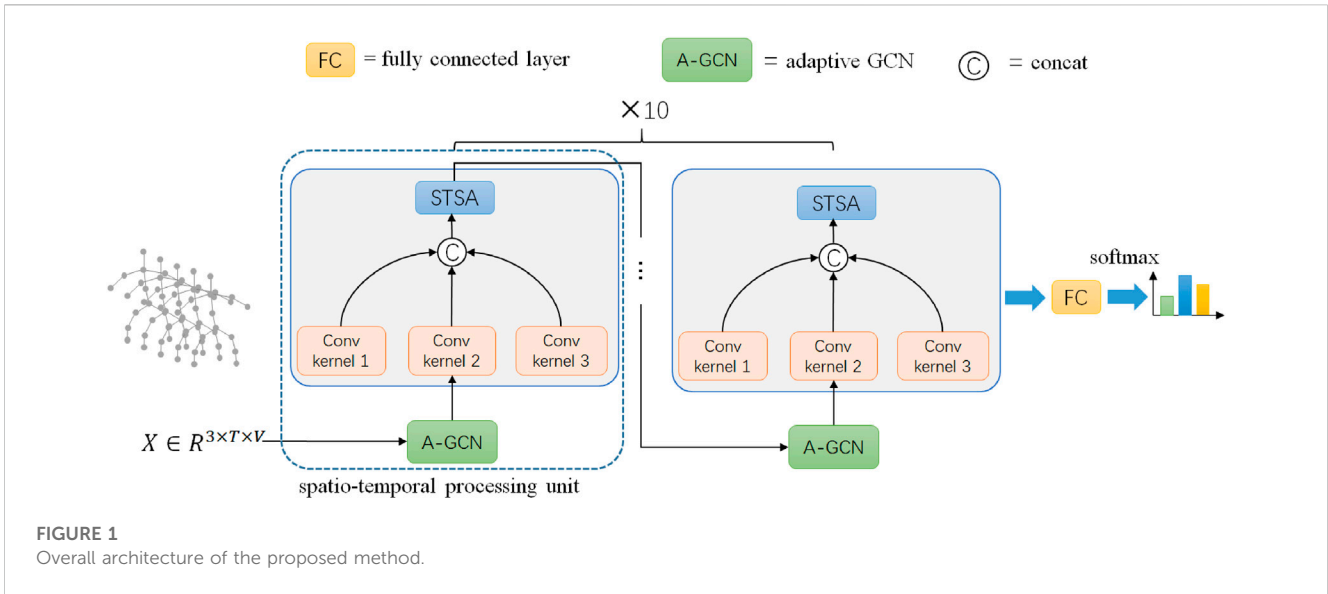 FC = fully connected layer
A-GCN = adaptive GCN
C = concat
×10
STSA
C
Conv kernel 1
Conv kernel 2
Conv kernel 3
A-GCN
X ∈ R^{3×T×V}
spatio-temporal processing unit
⋮
STSA
C
Conv kernel 1
Conv kernel 2
Conv kernel 3
A-GCN
FC
softmax
FIGURE 1
Overall architecture of the proposed method.